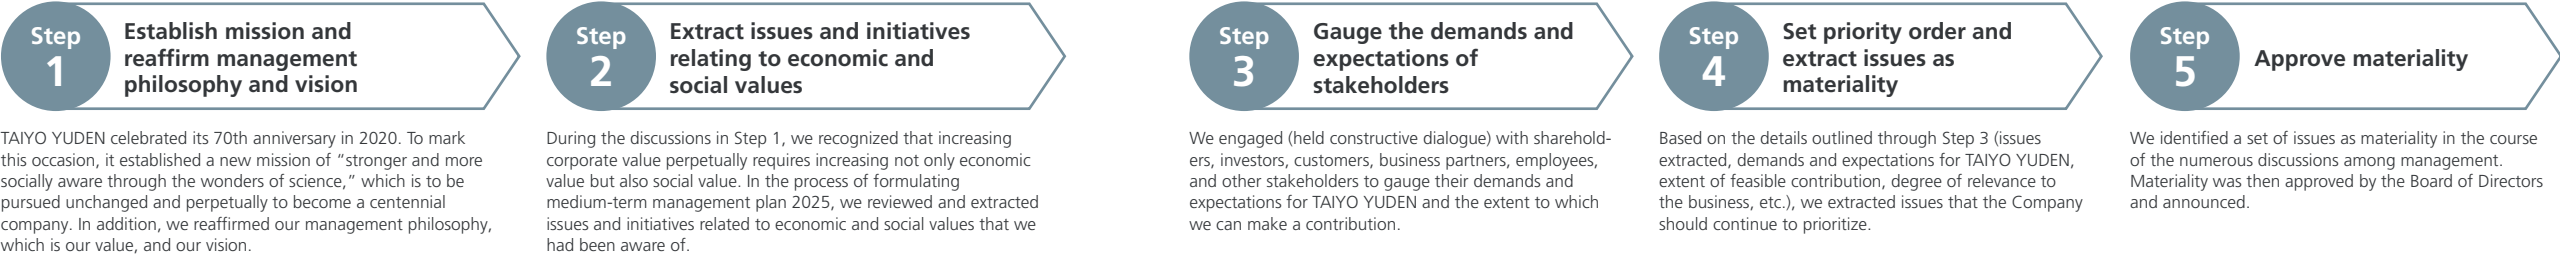 Step
1
Establish mission and
reaffirm management
philosophy and vision
TAIYO YUDEN celebrated its 70th anniversary in 2020. To mark
this occasion, it established a new mission of “stronger and more
socially aware through the wonders of science,” which is to be
pursued unchanged and perpetually to become a centennial
company. In addition, we reaffirmed our management philosophy,
which is our value, and our vision.
Step
2
Extract issues and initiatives
relating to economic and
social values
During the discussions in Step 1, we recognized that increasing
corporate value perpetually requires increasing not only economic
value but also social value. In the process of formulating
medium-term management plan 2025, we reviewed and extracted
issues and initiatives related to economic and social values that we
had been aware of.
Step
3
Gauge the demands and
expectations of
stakeholders
We engaged (held constructive dialogue) with sharehold-
ers, investors, customers, business partners, employees,
and other stakeholders to gauge their demands and
expectations for TAIYO YUDEN and the extent to which
we can make a contribution.
Step
4
Set priority order and
extract issues as
materiality
Based on the details outlined through Step 3 (issues
extracted, demands and expectations for TAIYO YUDEN,
extent of feasible contribution, degree of relevance to
the business, etc.), we extracted issues that the Company
should continue to prioritize.
Step
5
Approve materiality
We identified a set of issues as materiality in the course
of the numerous discussions among management.
Materiality was then approved by the Board of Directors
and announced.